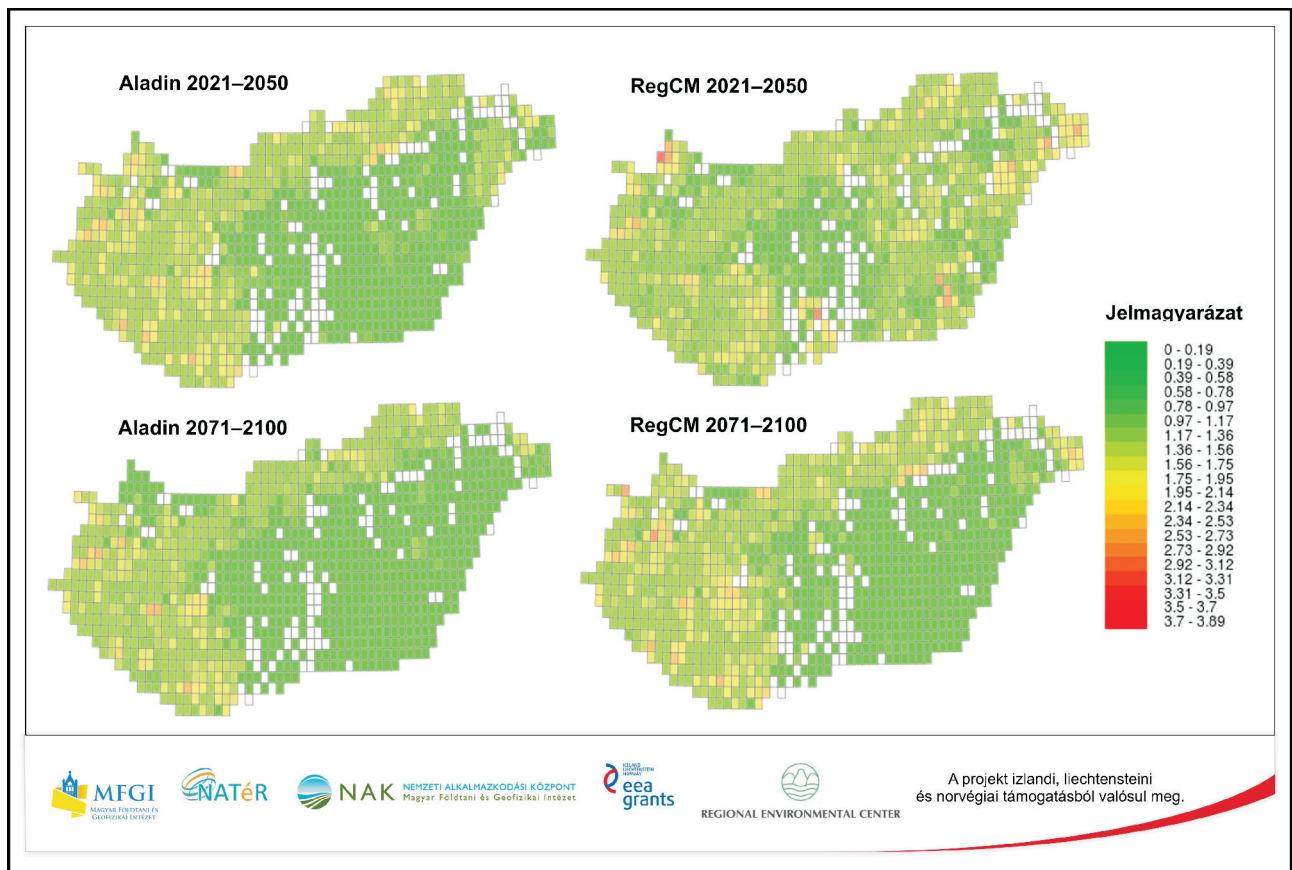 Aladin 2021–2050
RegCM 2021–2050
Aladin 2071–2100
RegCM 2071–2100
Jelmagyarázat
0 - 0.19
0.19 - 0.39
0.39 - 0.58
0.58 - 0.78
0.78 - 0.97
0.97 - 1.17
1.17 - 1.36
1.36 - 1.56
1.56 - 1.75
1.75 - 1.95
1.95 - 2.14
2.14 - 2.34
2.34 - 2.53
2.53 - 2.73
2.73 - 2.92
2.92 - 3.12
3.12 - 3.31
3.31 - 3.5
3.5 - 3.7
3.7 - 3.89
MFGI
MAGYAR FÖLDTANI ÉS
GEOFIZIKAI INTÉZET
NATéR
NAK
NEMZETI ALKALMAZKODÁSI KÖZPONT
Magyar Földtani és Geofizikai Intézet
ICELAND
LIECHTENSTEIN
NORWAY
eea
grants
REGIONAL ENVIRONMENTAL CENTER
A projekt izlandi, liechtensteini
és norvégiai támogatásból valósul meg.